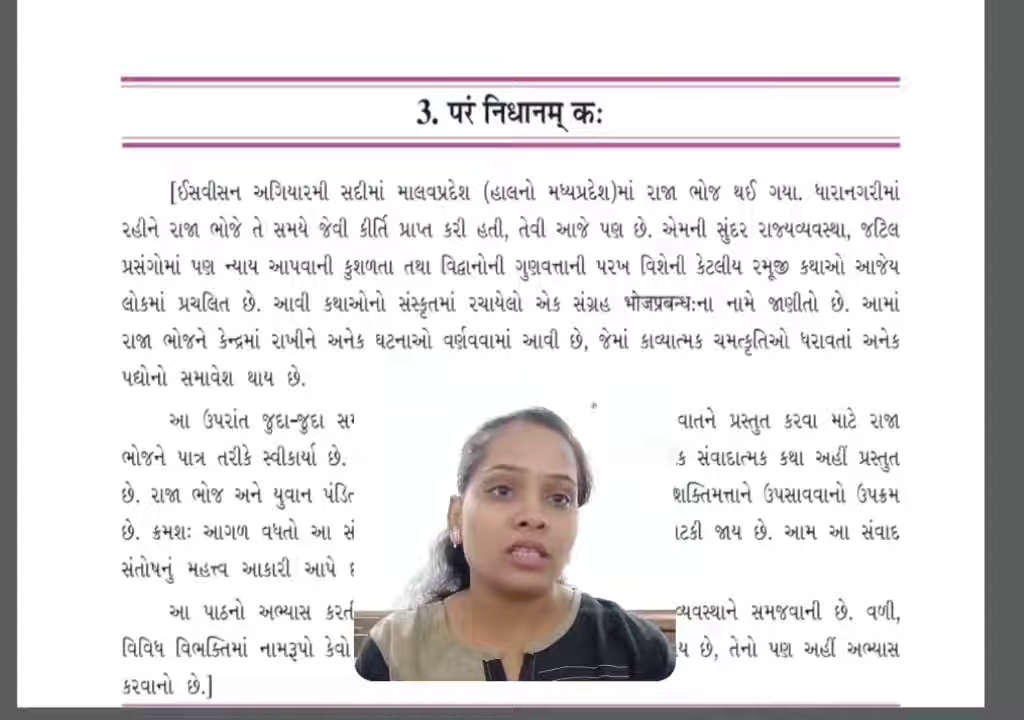 3. परं निधानम् कः
[ઈસવીસન અગિયારમી સદીમાં માલવપ્રદેશ (હાલનો મધ્યપ્રદેશ)માં રાજા ભોજ થઈ ગયા. ધારાનગરીમાં
રહીને રાજા ભોજે તે સમયે જેવી કીર્તિ પ્રાપ્ત કરી હતી, તેવી આજે પણ છે. એમની સુંદર રાજ્યવ્યવસ્થા, જટિલ
પ્રસંગોમાં પણ ન્યાય આપવાની કુશળતા તથા વિદ્વાનોની ગુણવત્તાની પરખ વિશેની કેટલીય રમૂજી કથાઓ આજેય
લોકમાં પ્રચલિત છે. આવી કથાઓનો સંસ્કૃતમાં રચાયેલો એક સંગ્રહ भोजप्रबन्धःના નામે જાણીતો છે. આમાં
રાજા ભોજને કેન્દ્રમાં રાખીને અનેક ઘટનાઓ વર્ણવવામાં આવી છે, જેમાં કાવ્યાત્મક ચમત્કૃતિઓ ધરાવતાં અનેક
પદ્યોનો સમાવેશ થાય છે.
આ ઉપરાંત જુદા-જુદા વાતને પ્રસ્તુત કરવા માટે રાજા
ભોજને પાત્ર તરીકે સ્વીકાર્યા છે. સંવાદાત્મક કથા અહીં પ્રસ્તુત
છે. રાજા ભોજ અને યુવાન શક્તિમત્તાને ઉપસાવવાનો ઉપક્રમ
છે. ક્રમશઃ આગળ વધતો આ જાય છે. આમ આ સંવાદ
સંતોષનું મહત્ત્વ આકારી આપે
આ પાઠનો અભ્યાસ સમજવાની છે. વળી,
વિવિધ વિભક્તિમાં નામરૂપો કેવો છે, તેનો પણ અહીં અભ્યાસ
કરવાનો છે.]